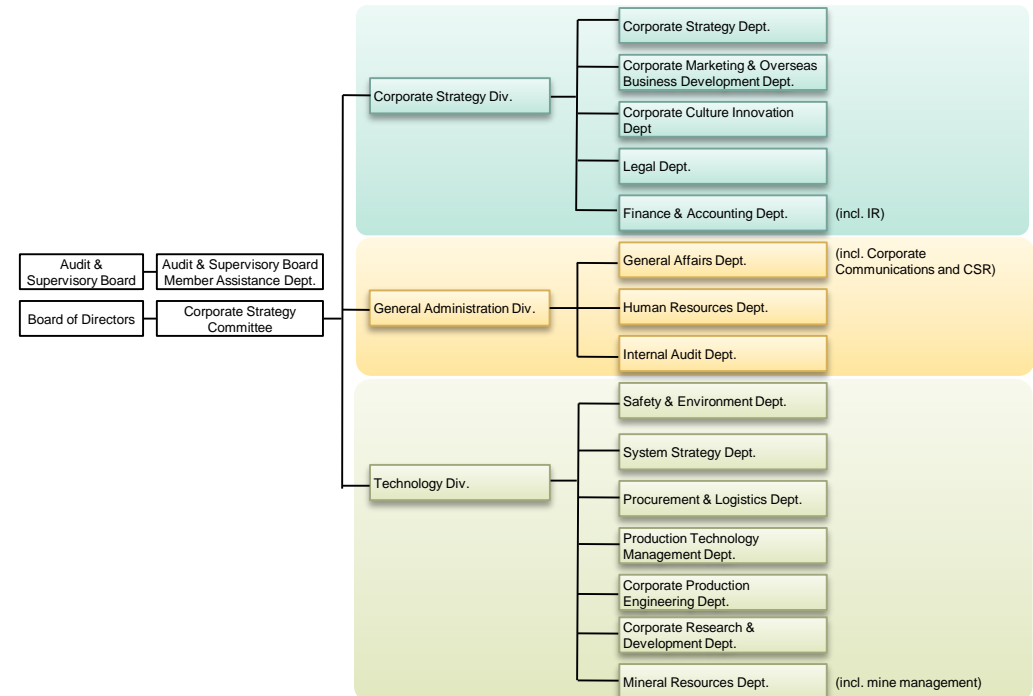 Audit &
Supervisory Board
Audit & Supervisory Board
Member Assistance Dept.
Board of Directors
Corporate Strategy
Committee
Corporate Strategy Div.
Corporate Strategy Dept.
Corporate Marketing & Overseas
Business Development Dept.
Corporate Culture Innovation
Dept
Legal Dept.
Finance & Accounting Dept.
(incl. IR)
General Administration Div.
General Affairs Dept.
(incl. Corporate
Communications and CSR)
Human Resources Dept.
Internal Audit Dept.
Technology Div.
Safety & Environment Dept.
System Strategy Dept.
Procurement & Logistics Dept.
Production Technology
Management Dept.
Corporate Production
Engineering Dept.
Corporate Research &
Development Dept.
Mineral Resources Dept.
(incl. mine management)